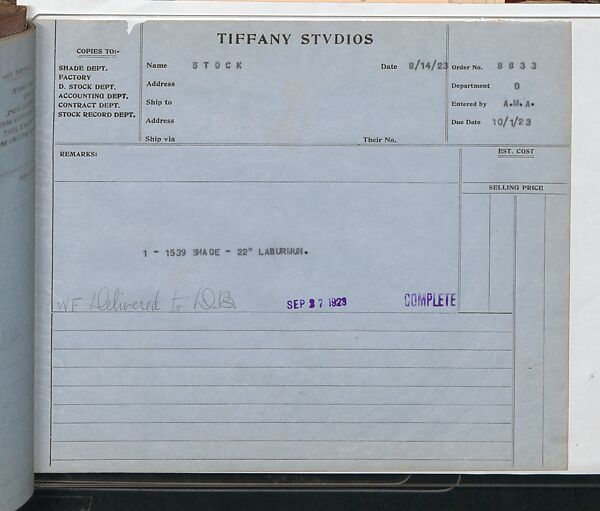 TIFFANY STVDIOS
COPIES TO:-
SHADE DEPT.
FACTORY
D. STOCK DEPT.
ACCOUNTING DEPT.
CONTRACT DEPT.
STOCK RECORD DEPT.
Name STOCK
Date 8/14/23
Address
Ship to
Address
Ship via
Their No.
Order No. 8833
Department D
Entered by A.M.A.
Due Date 10/1/23
REMARKS:
EST. COST
SELLING PRICE
1 - 1539 SHADE - 22" LABURNUN.
WF Delivered to D.B.
SEP 27 1923
COMPLETE